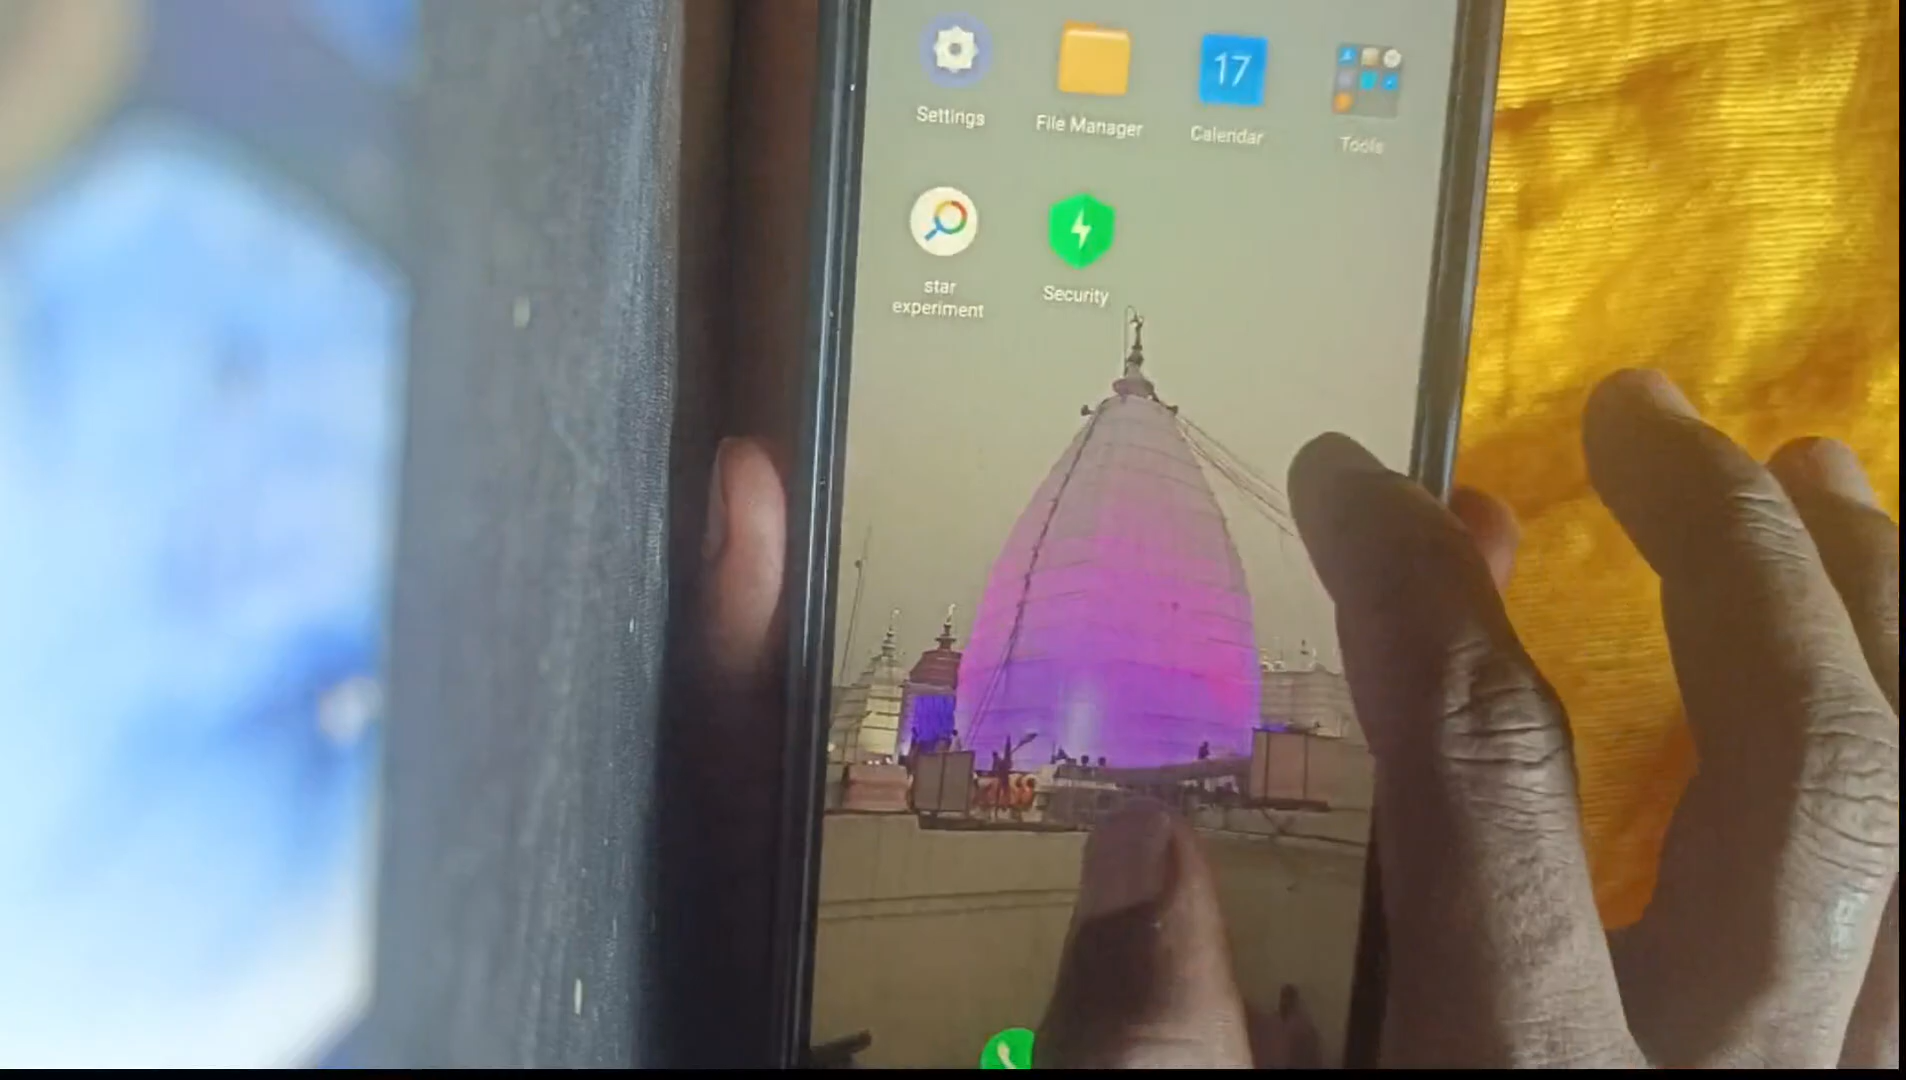 Settings
File Manager
17
Calendar
Tools
star
experiment
Security